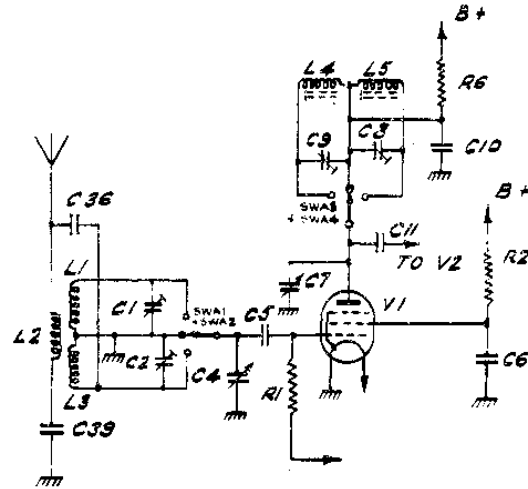 B+
L4 L5
R6
C9 C8
C10
C36
SWA3
+ SWA4
B+
C11
TO V2
R2
L1
C7
C1
SWA1
+ SWA2
C5
V1
L2
C2
C4
C6
L3
R1
C39